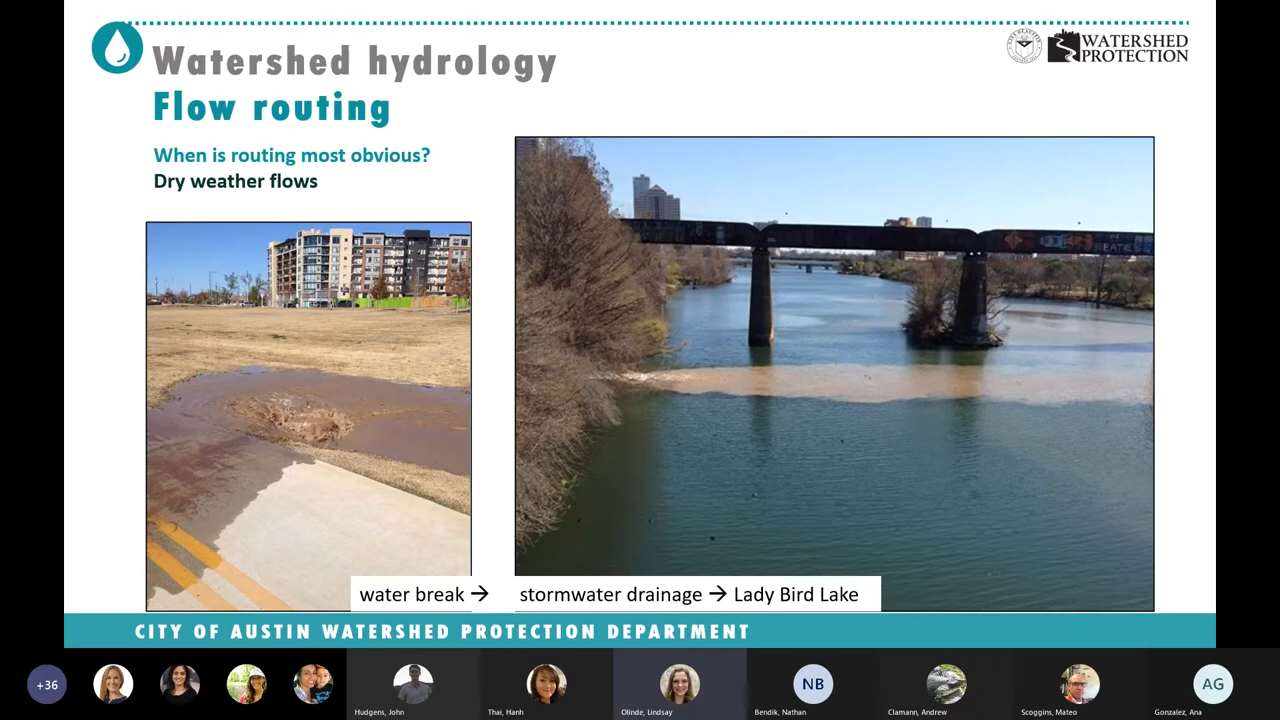 Watershed hydrology
WATERSHED
PROTECTION
Flow routing
When is routing most obvious?
Dry weather flows
water break → stormwater drainage → Lady Bird Lake
CITY OF AUSTIN WATERSHED PROTECTION DEPARTMENT
+36
NB
AG
Hudgens, John
Thai, Hanh
Olinde, Lindsay
Bendik, Nathan
Clamann, Andrew
Scoggins, Mateo
Gonzalez, Ana